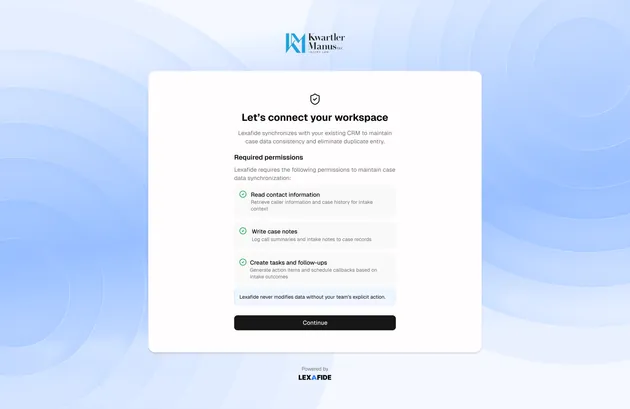 KM
Kwartler
Manus LLC
Let's connect your workspace
Lexafide synchronizes with your existing CRM to maintain
case data consistency and eliminate duplicate entry.
Required permissions
Lexafide requires the following permissions to maintain case
data synchronization:
Read contact information
Retrieve caller information and case history for intake
context
Write case notes
Log call summaries and intake notes to case records
Create tasks and follow-ups
Generate action items and schedule callbacks based on
intake outcomes
Lexafide never modifies data without your team's explicit action.
Continue
Powered by
LEXAFIDE